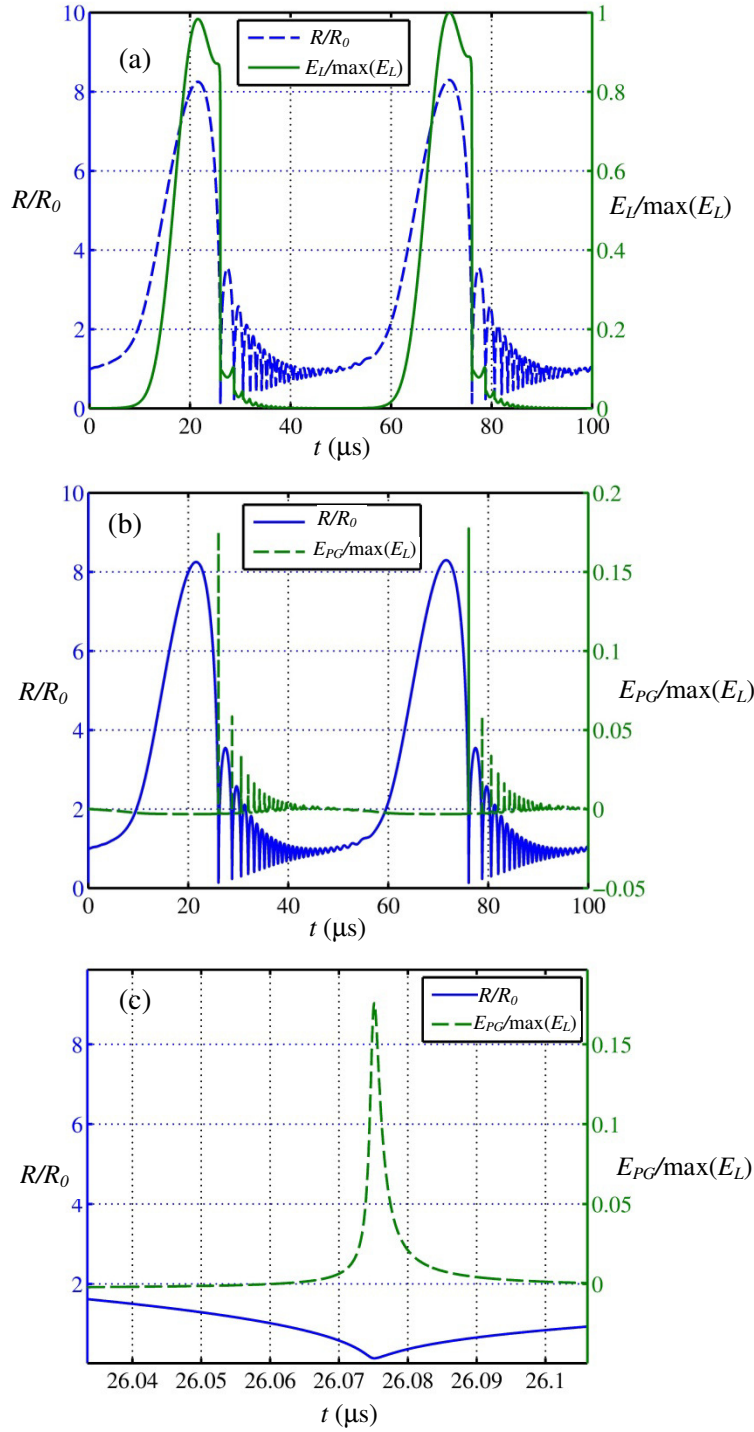 (a)
R/R0
EL/max(EL)
10
8
6
4
2
0
1
0.8
0.6
0.4
0.2
0
0
20
40
60
80
100
R/R0
EL/max(EL)
t (μs)
(b)
R/R0
EPG/max(EL)
10
8
6
4
2
0
0.2
0.15
0.1
0.05
0
−0.05
0
20
40
60
80
100
R/R0
EPG/max(EL)
t (μs)
(c)
R/R0
EPG/max(EL)
8
6
4
2
0.15
0.1
0.05
0
26.04
26.05
26.06
26.07
26.08
26.09
26.1
R/R0
EPG/max(EL)
t (μs)